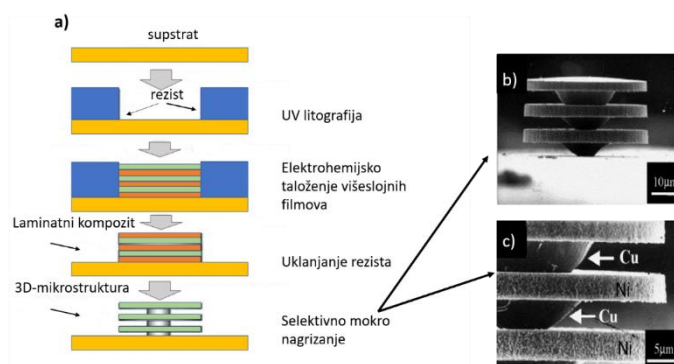 a)
supstrat
rezist
UV litografija
Elektrohemijsko
taloženje višeslojnih
filmova
Laminatni kompozit
Uklanjanje rezista
3D-mikrostruktura
Selektivno mokro
nagrizanje
b)
10µm
c)
Cu
Ni
Cu
Ni
5µm